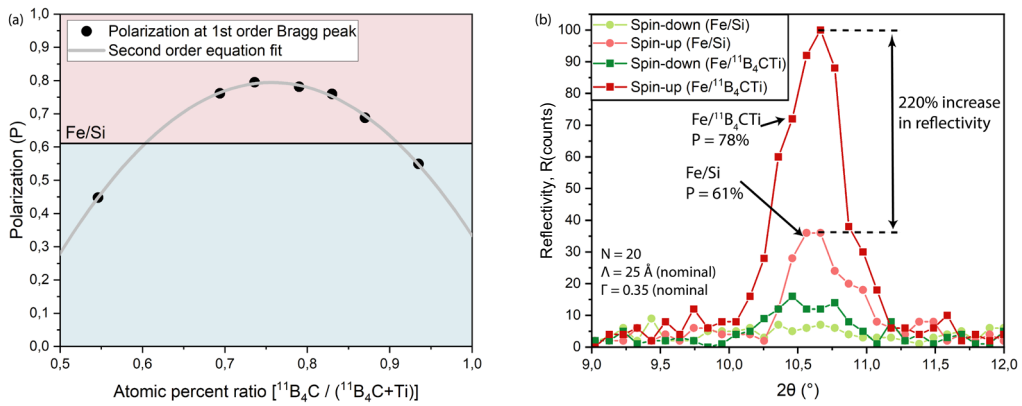 (a)
1,0
0,9
0,8
0,7
0,6
0,5
0,4
0,3
0,2
0,1
0,0
Polarization (P)
Polarization at 1st order Bragg peak
Second order equation fit
Fe/Si
0,5 0,6 0,7 0,8 0,9 1,0
Atomic percent ratio [¹¹B₄C / (¹¹B₄C+Ti)]
(b)
100
90
80
70
60
50
40
30
20
10
0
Reflectivity, R(counts)
Spin-down (Fe/Si)
Spin-up (Fe/Si)
Spin-down (Fe/¹¹B₄CTi)
Spin-up (Fe/¹¹B₄CTi)
Fe/¹¹B₄CTi
P = 78%
Fe/Si
P = 61%
220% increase
in reflectivity
N = 20
Λ = 25 Å (nominal)
Γ = 0.35 (nominal
9,0 9,5 10,0 10,5 11,0 11,5 12,0
2θ (°)